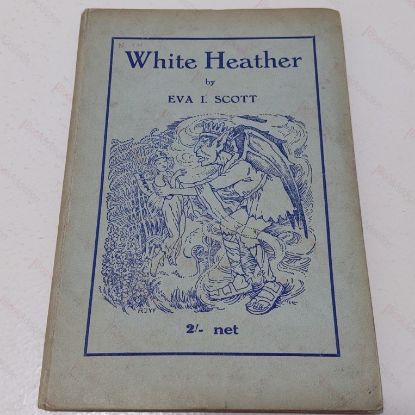 White Heather
by
EVA I. SCOTT
2/- net